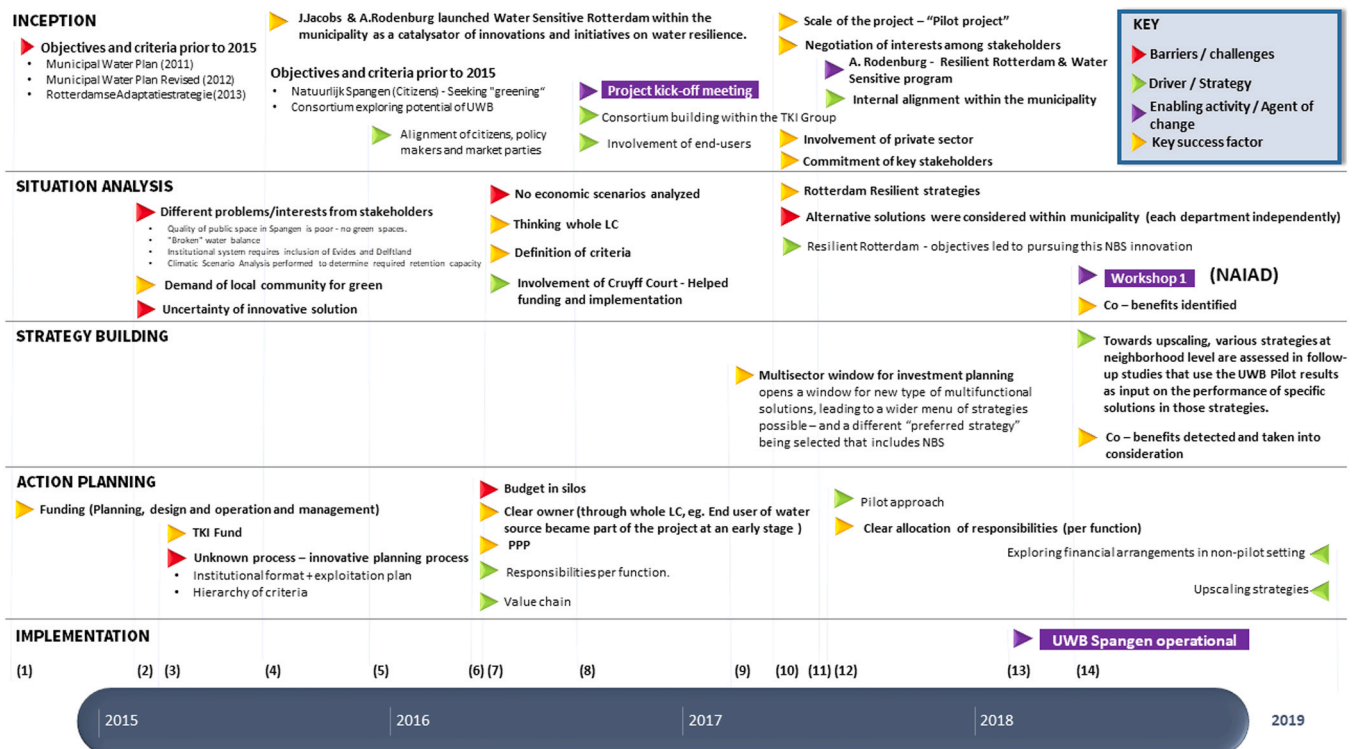 INCEPTION
Objectives and criteria prior to 2015
• Municipal Water Plan (2011)
• Municipal Water Plan Revised (2012)
• RotterdamseAdaptatiestrategie(2013)
J.Jacobs & A.Rodenburg launched Water Sensitive Rotterdam within the
municipality as a catalysator of innovations and initiatives on water resilience.
Objectives and criteria prior to 2015
• Natuurlijk Spangen (Citizens) - Seeking "greening"
• Consortium exploring potential of UWB
Alignment of citizens, policy
makers and market parties
Project kick-off meeting
Consortium building within the TKI Group
Involvement of end-users
Scale of the project – "Pilot project"
Negotiation of interests among stakeholders
A. Rodenburg - Resilient Rotterdam & Water
Sensitive program
Internal alignment within the municipality
Involvement of private sector
Commitment of key stakeholders
KEY
Barriers / challenges
Driver / Strategy
Enabling activity / Agent of
change
Key success factor
SITUATION ANALYSIS
Different problems/interests from stakeholders
• Quality of public space in Spangen is poor - no green spaces.
• "Broken" water balance
• Institutional system requires inclusion of Evides and Delftland
• Climatic Scenario Analysis performed to determine required retention capacity
Demand of local community for green
Uncertainty of innovative solution
No economic scenarios analyzed
Thinking whole LC
Definition of criteria
Involvement of Cruyff Court - Helped
funding and implementation
Rotterdam Resilient strategies
Alternative solutions were considered within municipality (each department independently)
Resilient Rotterdam - objectives led to pursuing this NBS innovation
Workshop 1 (NAIAD)
Co – benefits identified
STRATEGY BUILDING
Multisector window for investment planning
opens a window for new type of multifunctional
solutions, leading to a wider menu of strategies
possible – and a different "preferred strategy"
being selected that includes NBS
Towards upscaling, various strategies at
neighborhood level are assessed in follow-
up studies that use the UWB Pilot results
as input on the performance of specific
solutions in those strategies.
Co – benefits detected and taken into
consideration
ACTION PLANNING
Funding (Planning, design and operation and management)
TKI Fund
Unknown process – innovative planning process
• Institutional format + exploitation plan
• Hierarchy of criteria
Budget in silos
Clear owner (through whole LC, eg. End user of water
source became part of the project at an early stage )
PPP
Responsibilities per function.
Value chain
Pilot approach
Clear allocation of responsibilities (per function)
Exploring financial arrangements in non-pilot setting
Upscaling strategies
IMPLEMENTATION
UWB Spangen operational
(1) (2) (3) (4) (5) (6) (7) (8) (9) (10) (11) (12) (13) (14)
2015 2016 2017 2018 2019